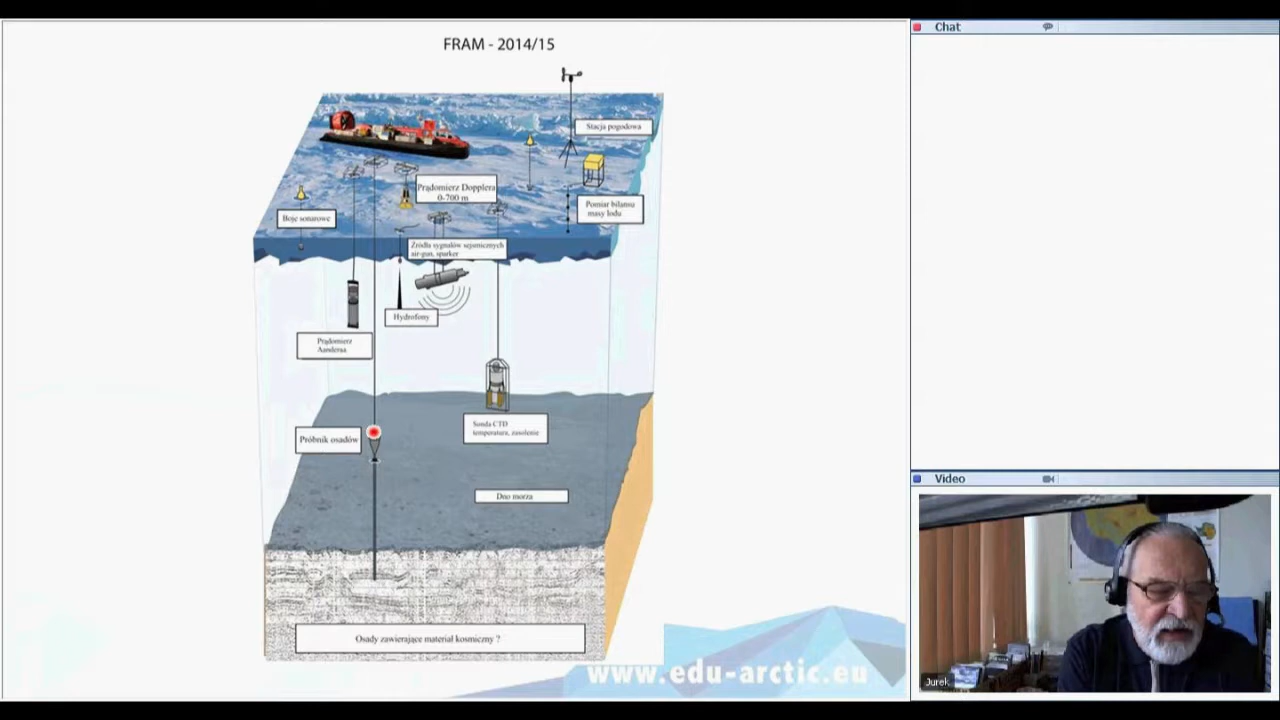 FRAM - 2014/15
Chat
Stacja pogodowa
Prądomierz Dopplera
0-700 m
Pomiar bilansu
masy lodu
Boje sonarowe
Źródła sygnałów sejsmicznych
air-gun, sparker
Hydrofony
Prądomierz
Aanderaa
Sonda CTD
temperatura, zasolenie
Próbnik osadów
Dno morza
Osady zawierające materiał kosmiczny ?
www.edu-arctic.eu
Video
Jurek